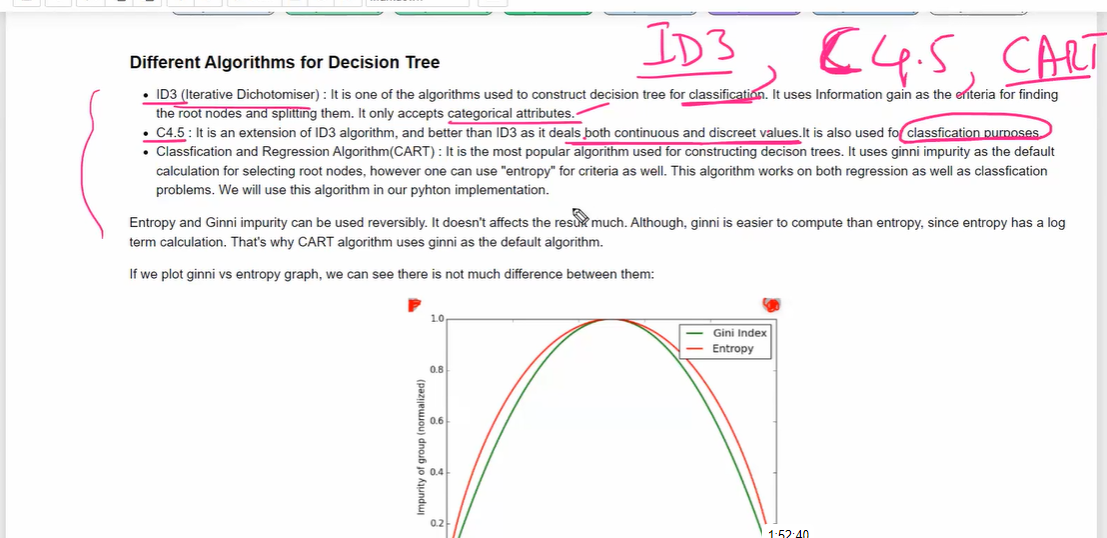 ID3, C4.5, CART
Different Algorithms for Decision Tree
• ID3 (Iterative Dichotomiser) : It is one of the algorithms used to construct decision tree for classification. It uses Information gain as the criteria for finding
the root nodes and splitting them. It only accepts categorical attributes.
• C4.5 : It is an extension of ID3 algorithm, and better than ID3 as it deals both continuous and discreet values.It is also used for classfication purposes
• Classfication and Regression Algorithm(CART) : It is the most popular algorithm used for constructing decison trees. It uses ginni impurity as the default
calculation for selecting root nodes, however one can use "entropy" for criteria as well. This algorithm works on both regression as well as classfication
problems. We will use this algorithm in our pyhton implementation.
Entropy and Ginni impurity can be used reversibly. It doesn't affects the result much. Although, ginni is easier to compute than entropy, since entropy has a log
term calculation. That's why CART algorithm uses ginni as the default algorithm.
If we plot ginni vs entropy graph, we can see there is not much difference between them:
1.0
Gini Index
Entropy
0.8
0.6
0.4
0.2
Impurity of group (normalized)
1:52:40